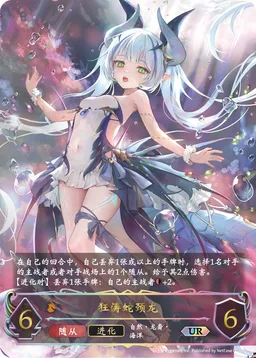 在自己的回合中，自己丢弃1张或以上的手牌时，选择1名对手
的主战者或者对手战场上的1个随从。给予其2点伤害。
【进化时】丢弃1张手牌：自己的主战者 +2。
狂涛蛇颈龙
6
6
随从
进化
自然·龙裔·
海洋
UR